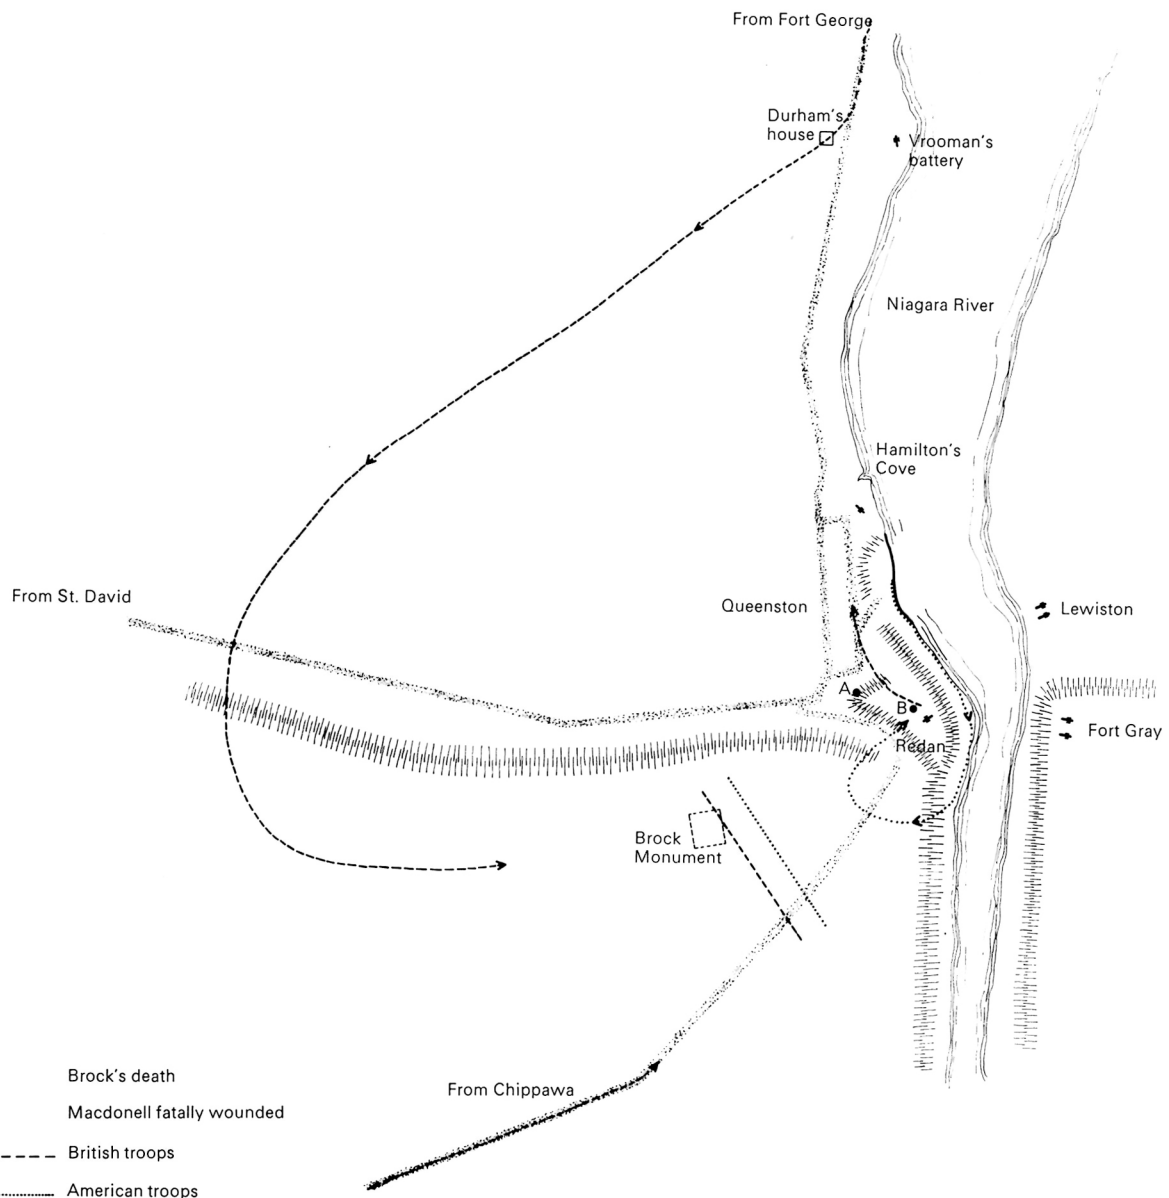 From Fort George
Durham's
house
Vrooman's
battery
Niagara River
Hamilton's
Cove
From St. David
Queenston
Lewiston
A
B
Redan
Fort Gray
Brock
Monument
From Chippawa
Brock's death
Macdonell fatally wounded
British troops
American troops